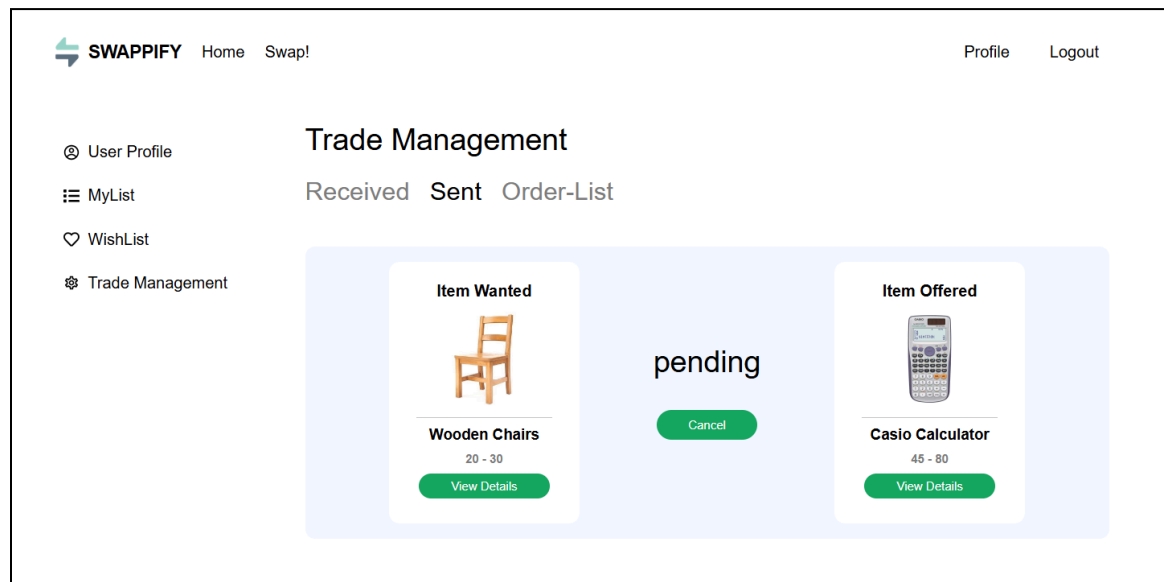 SWAPPIFY Home Swap! Profile Logout
User Profile
MyList
WishList
Trade Management
Trade Management
Received Sent Order-List
Item Wanted
Wooden Chairs
20 - 30
View Details
pending
Cancel
Item Offered
Casio Calculator
45 - 80
View Details